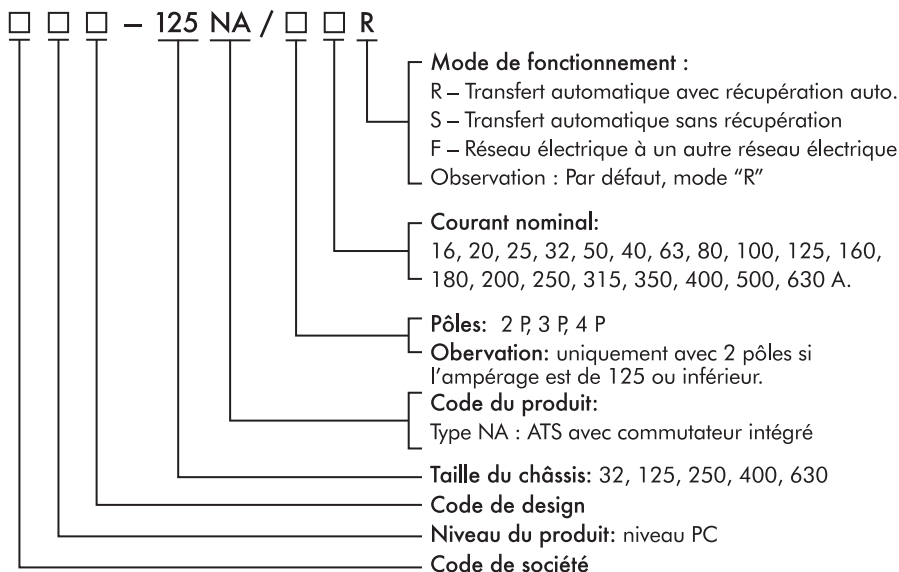 □ □ □ – 125 NA / □ □ R
Mode de fonctionnement :
R – Transfert automatique avec récupération auto.
S – Transfert automatique sans récupération
F – Réseau électrique à un autre réseau électrique
Observation : Par défaut, mode “R”
Courant nominal:
16, 20, 25, 32, 50, 40, 63, 80, 100, 125, 160,
180, 200, 250, 315, 350, 400, 500, 630 A.
Pôles: 2 P, 3 P, 4 P
Obervation: uniquement avec 2 pôles si
l’ampérage est de 125 ou inférieur.
Code du produit:
Type NA : ATS avec commutateur intégré
Taille du châssis: 32, 125, 250, 400, 630
Code de design
Niveau du produit: niveau PC
Code de société